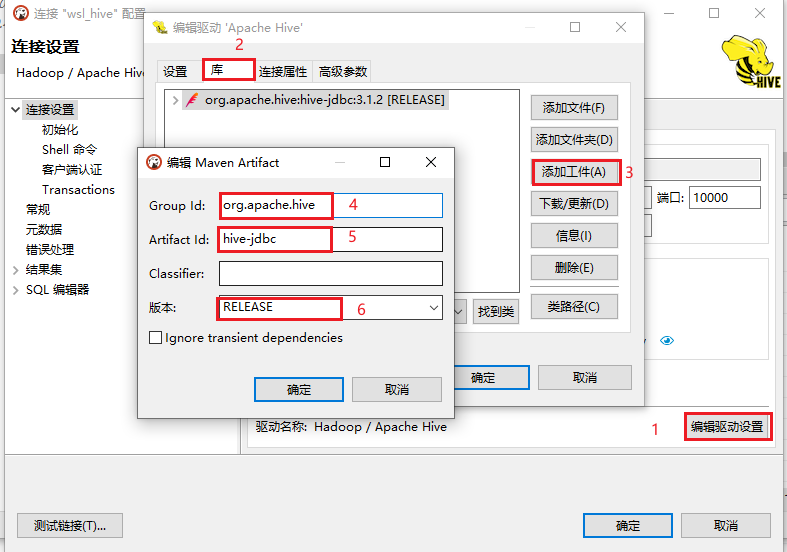 连接 "wsl_hive" 配置
连接设置
Hadoop / Apache Hiv
连接设置
初始化
Shell 命令
客户端认证
Transactions
常规
元数据
错误处理
结果集
SQL 编辑器
编辑驱动 'Apache Hive'
2
设置
库
连接属性
高级参数
org.apache.hive:hive-jdbc:3.1.2 [RELEASE]
添加文件(F)
添加文件夹(D)
添加工件(A)
3
下载/更新(D)
信息(I)
删除(E)
找到类
类路径(C)
确定
取消
编辑 Maven Artifact
Group Id:
org.apache.hive
4
Artifact Id:
hive-jdbc
5
Classifier:
版本:
RELEASE
6
Ignore transient dependencies
确定
取消
HIVE
端口:
10000
驱动名称: Hadoop / Apache Hive
1
编辑驱动设置
测试链接(T)...
确定
取消